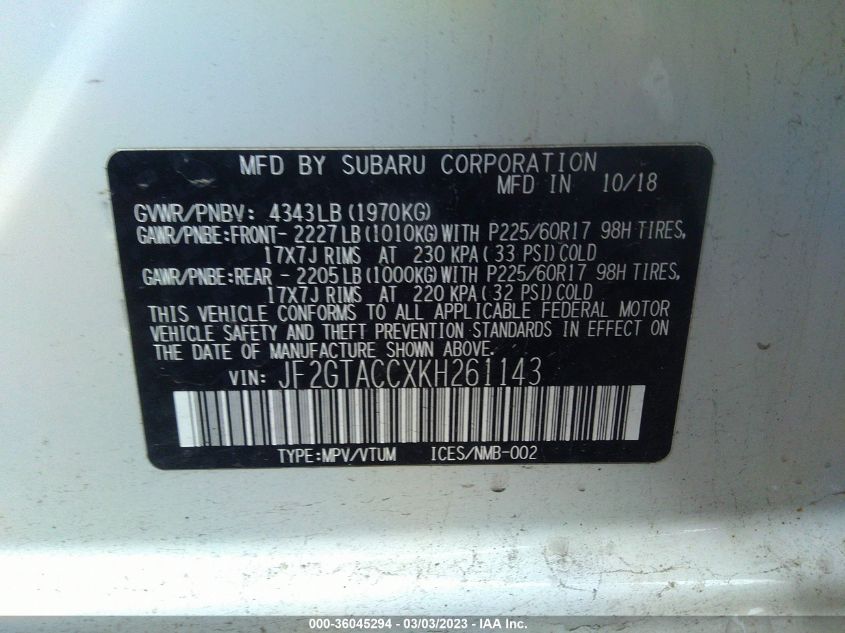 MFD BY SUBARU CORPORATION
MFD IN 10/18
GVWR/PNBV: 4343LB (1970KG)
GAWR/PNBE:FRONT- 2227LB (1010KG) WITH P225/60R17 98H TIRES,
17X7J RIMS AT 230 KPA ( 33 PSI) COLD
GAWR/PNBE:REAR - 2205LB (1000KG) WITH P225/60R17 98H TIRES,
17X7J RIMS AT 220 KPA ( 32 PSI) COLD
THIS VEHICLE CONFORMS TO ALL APPLICABLE FEDERAL MOTOR
VEHICLE SAFETY AND THEFT PREVENTION STANDARDS IN EFFECT ON
THE DATE OF MANUFACTURE SHOWN ABOVE.
VIN: JF2GTACCXKH261143
TYPE:MPV/VTUM ICES/NMB-002
000-36045294 - 03/03/2023 - IAA Inc.